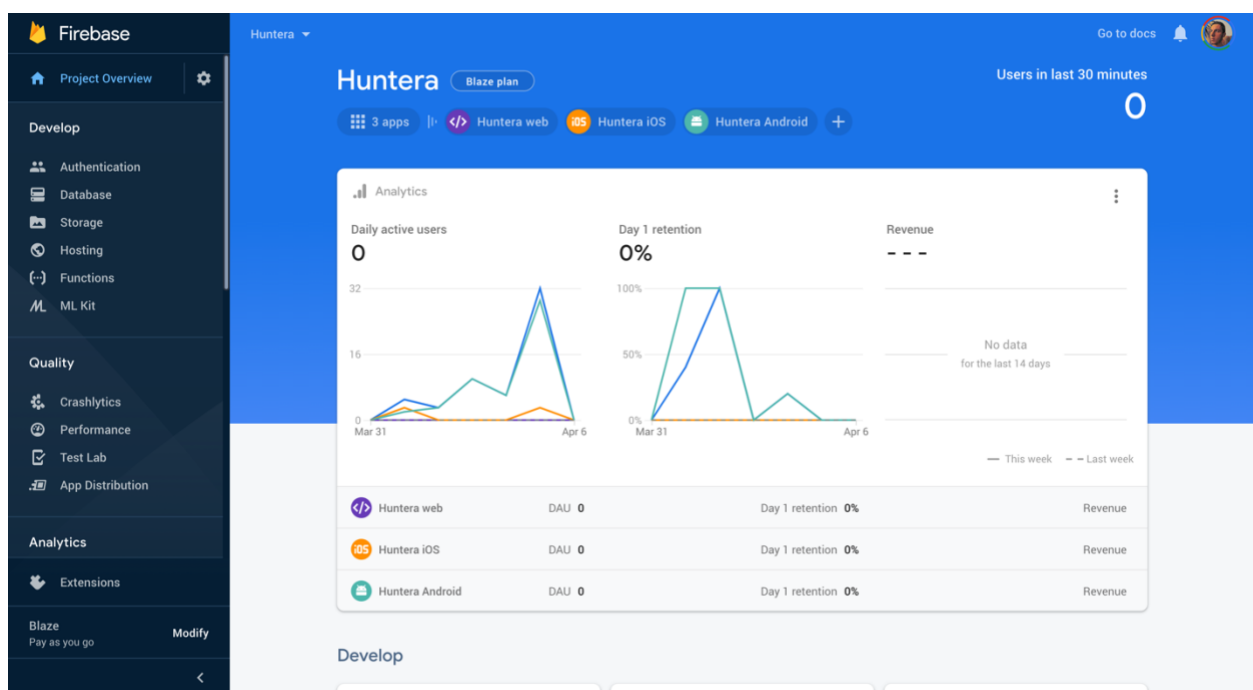 Firebase
Huntera
Go to docs
Project Overview
Huntera Blaze plan
Users in last 30 minutes
0
3 apps Huntera web iOS Huntera iOS Huntera Android +
Develop
Authentication
Database
Storage
Hosting
Functions
ML Kit
Quality
Crashlytics
Performance
Test Lab
App Distribution
Analytics
Extensions
Blaze
Pay as you go
Modify
Analytics
Daily active users
0
32
16
0
Mar 31 Apr 6
Day 1 retention
0%
100%
50%
0%
Mar 31 Apr 6
Revenue
- - -
No data
for the last 14 days
This week Last week
Huntera web DAU 0 Day 1 retention 0% Revenue
iOS Huntera iOS DAU 0 Day 1 retention 0% Revenue
Huntera Android DAU 0 Day 1 retention 0% Revenue
Develop